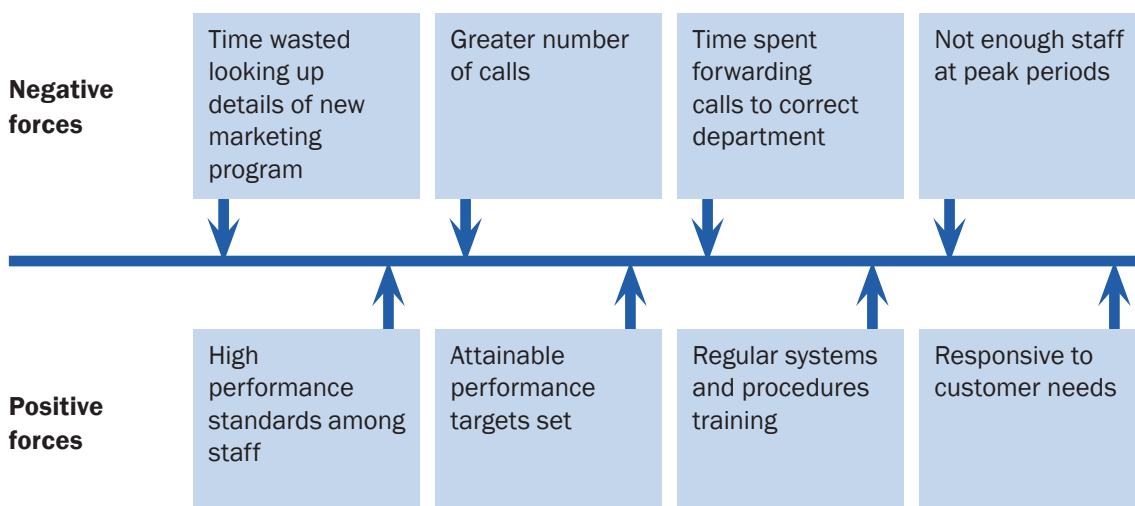 Negative
forces
Time wasted
looking up
details of new
marketing
program
Greater number
of calls
Time spent
forwarding
calls to correct
department
Not enough staff
at peak periods
Positive
forces
High
performance
standards among
staff
Attainable
performance
targets set
Regular systems
and procedures
training
Responsive to
customer needs